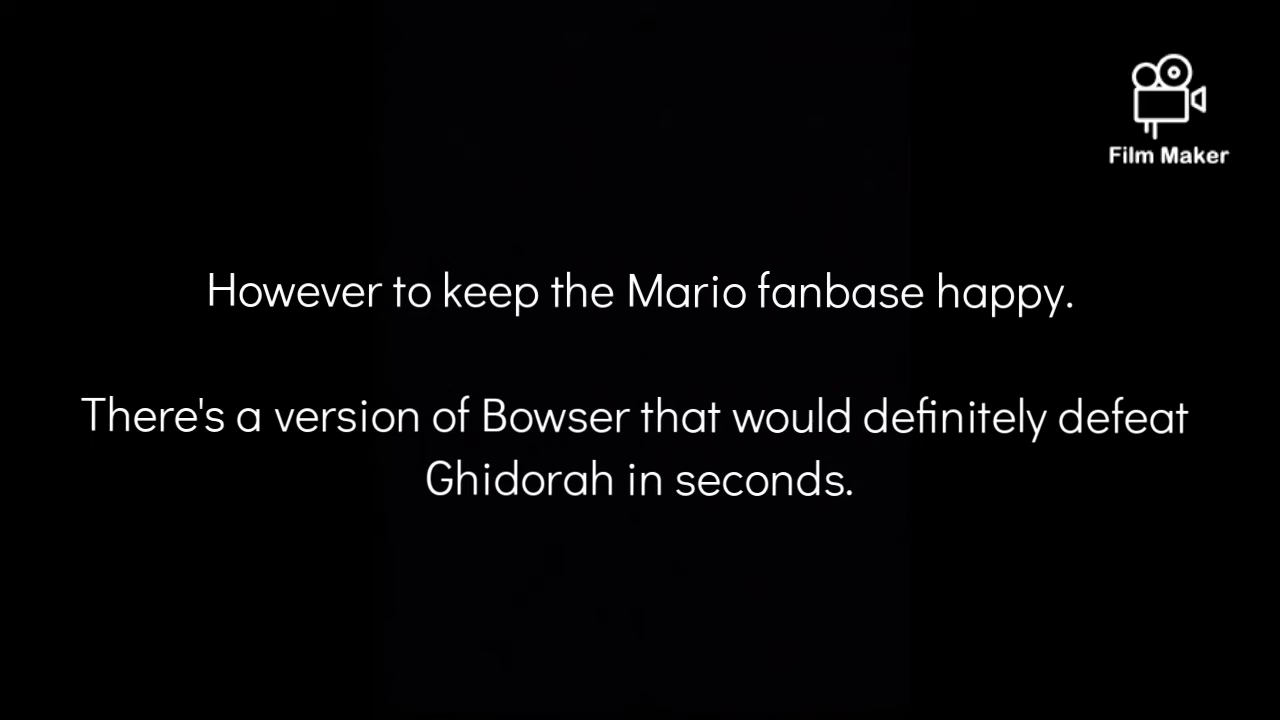 Film Maker
However to keep the Mario fanbase happy.
There's a version of Bowser that would definitely defeat
Ghidorah in seconds.